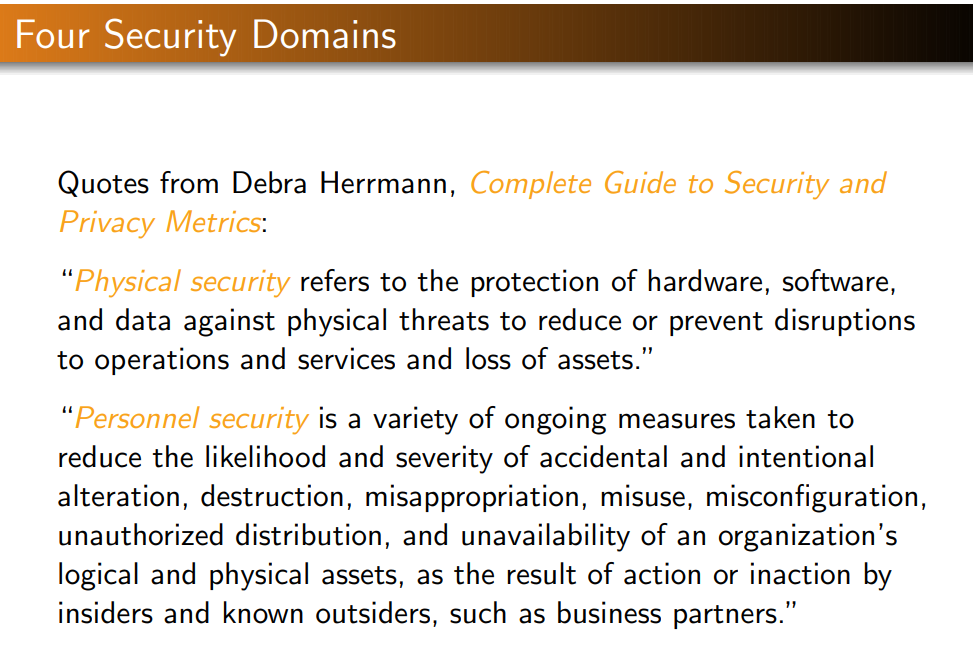 Four Security Domains
Quotes from Debra Herrmann, Complete Guide to Security and
Privacy Metrics:
“Physical security refers to the protection of hardware, software,
and data against physical threats to reduce or prevent disruptions
to operations and services and loss of assets.”
“Personnel security is a variety of ongoing measures taken to
reduce the likelihood and severity of accidental and intentional
alteration, destruction, misappropriation, misuse, misconfiguration,
unauthorized distribution, and unavailability of an organization’s
logical and physical assets, as the result of action or inaction by
insiders and known outsiders, such as business partners.”